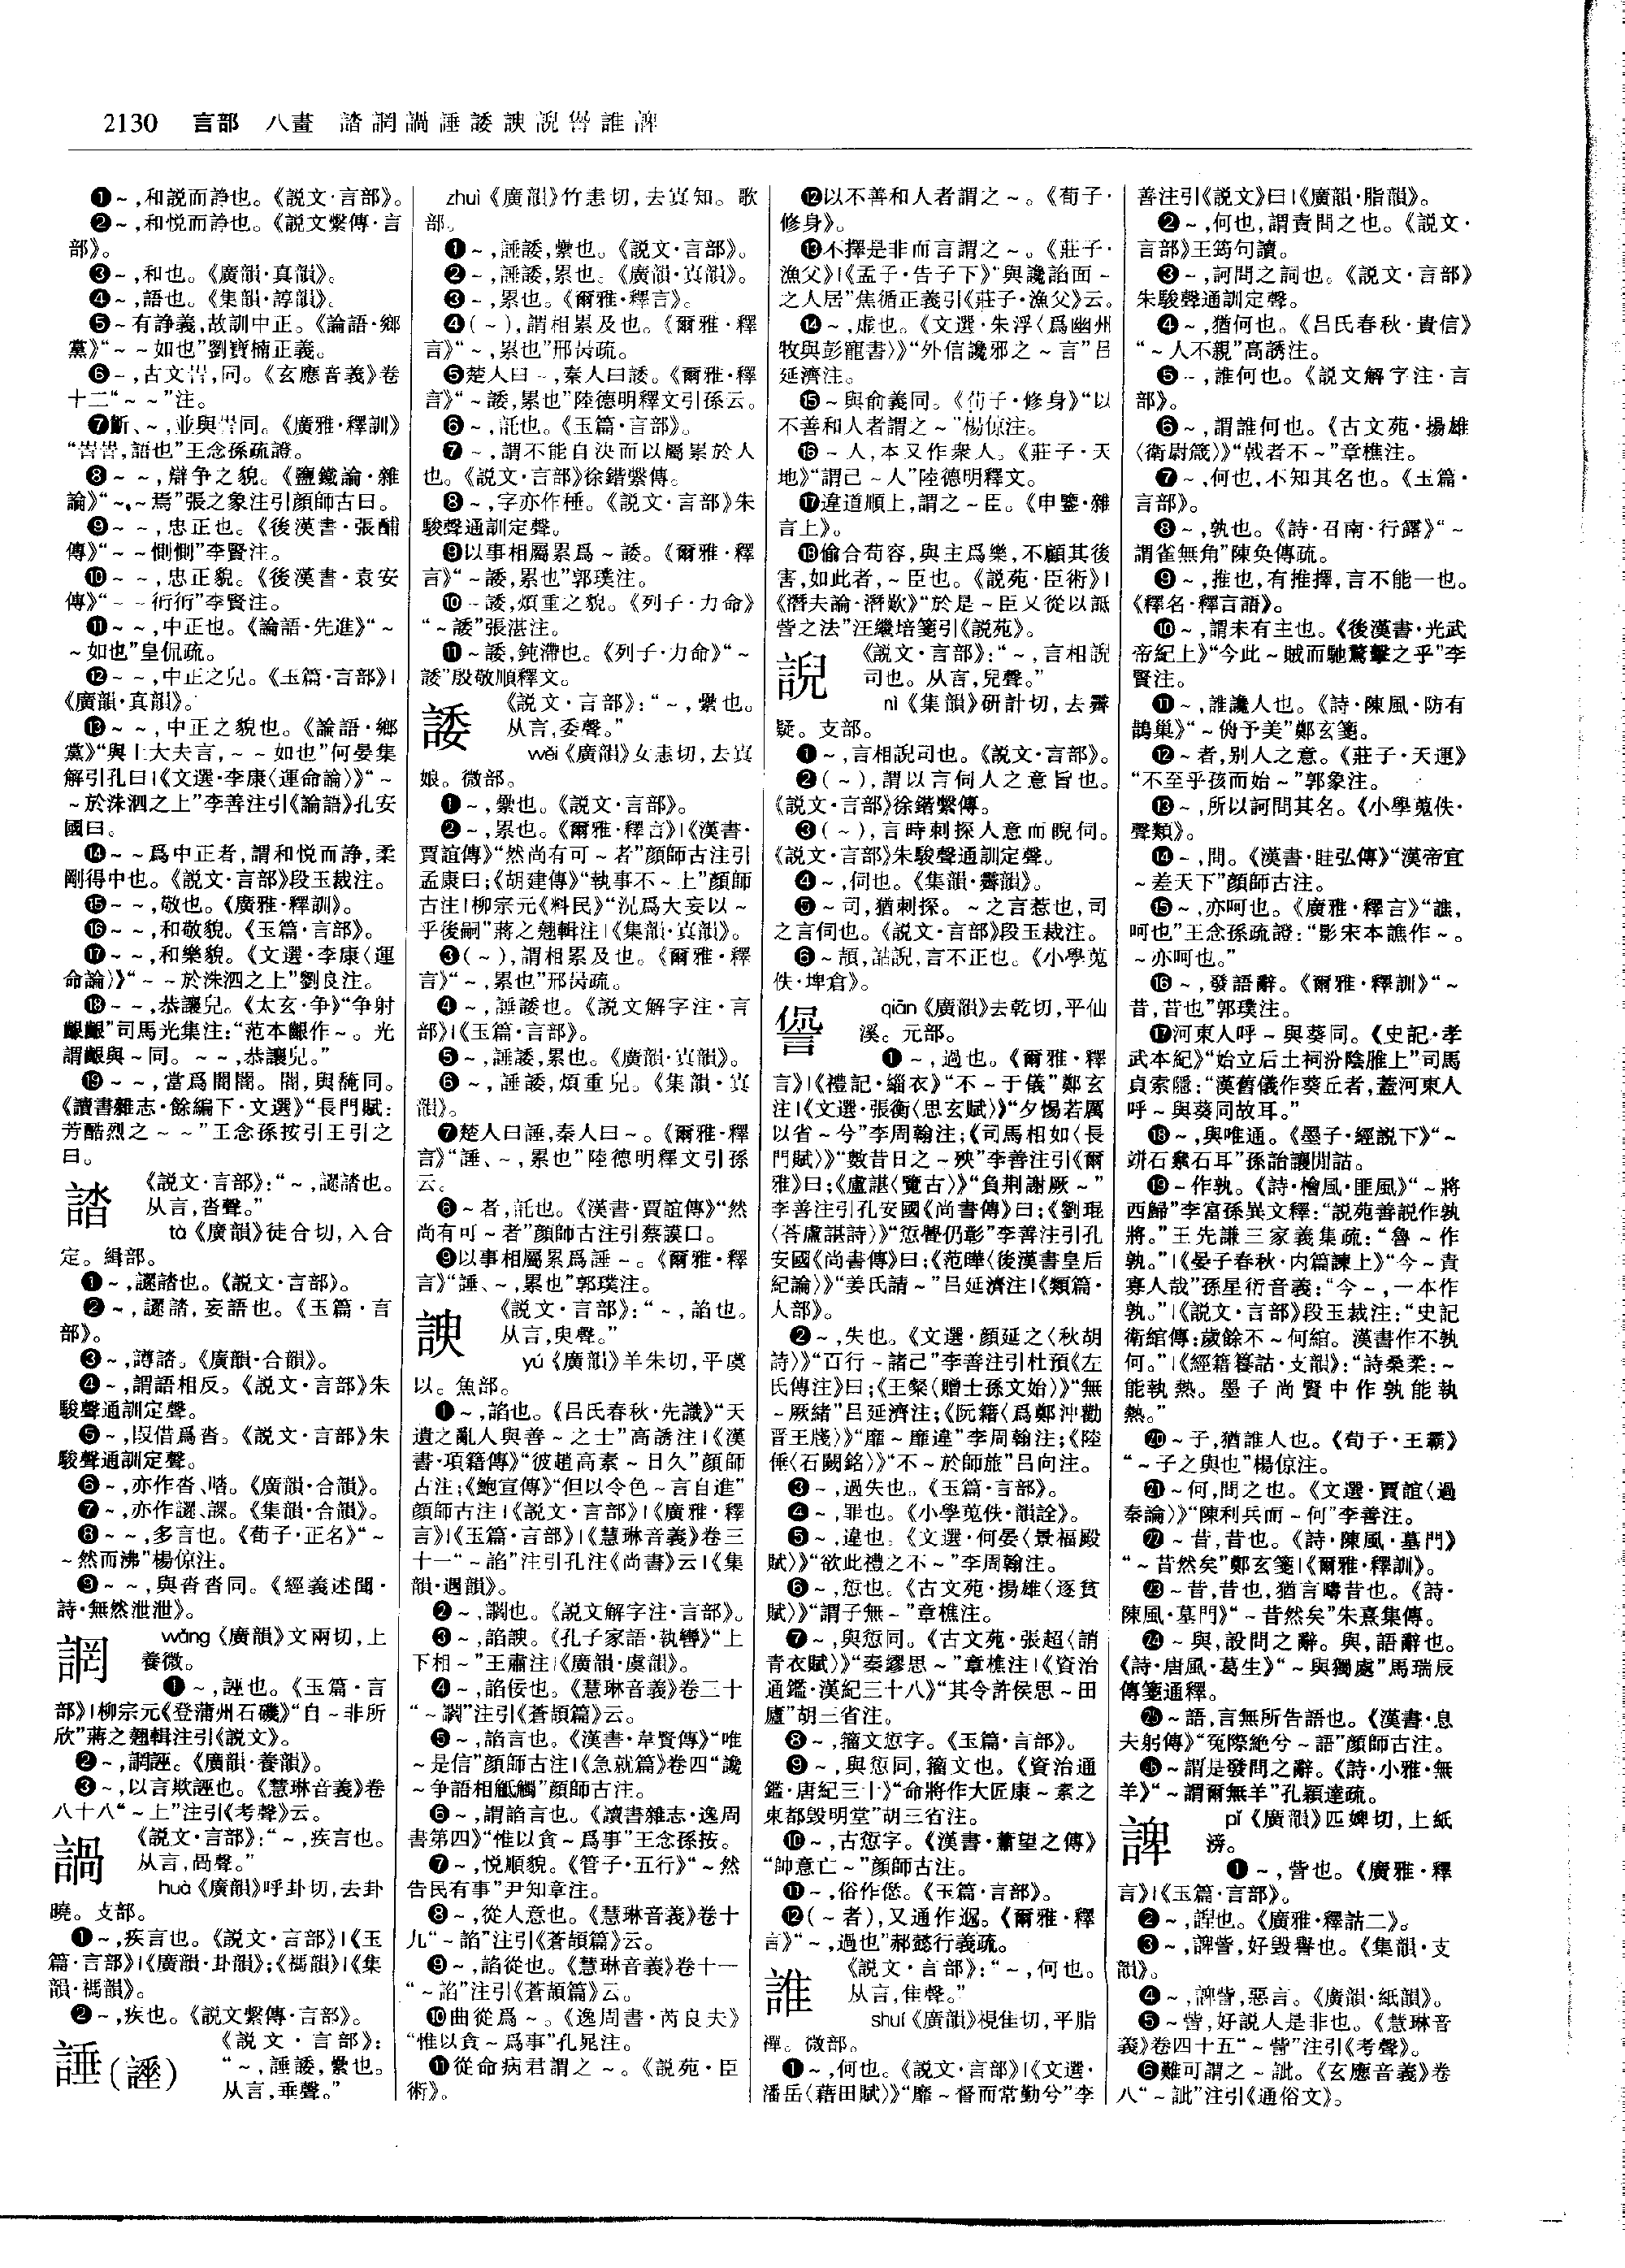 2130 言部 八畫 誻 誷 諣 諈 諉 諛 誽 諐 誰 諀
❶～,和説而諍也。《説文·言部》。
❷～,和悦而諍也。《説文繫傳·言
部》。
❸～,和也。《廣韻·真韻》。
❹～,語也。《集韻·諄韻》。
❺～有諍義,故訓中正。《論語·鄉
黨》“～～如也”劉寶楠正義。
❻～,古文訔,同。《玄應音義》卷
十二“～～”注。
❼齗、～,並與訔同。《廣雅·釋訓》
“訔訔,語也”王念孫疏證。
❽～～,辯争之貌。《鹽鐵論·雜
論》“～～焉”張之象注引顔師古曰。
❾～～,忠正也。《後漢書·張酺
傳》“～～惻惻”李賢注。
❿～～,忠正貌。《後漢書·袁安
傳》“～～衎衎”李賢注。
⓫～～,中正也。《論語·先進》“～
～如也”皇侃疏。
⓬～～,中正之皃。《玉篇·言部》|
《廣韻·真韻》。
⓭～～,中正之貌也。《論語·鄉
黨》“與上大夫言,～～如也”何晏集
解引孔曰|《文選·李康〈運命論〉》“～
～於洙泗之上”李善注引《論語》孔安
國曰。
⓮～～爲中正者,謂和悦而諍,柔
剛得中也。《説文·言部》段玉裁注。
⓯～～,敬也。《廣雅·釋訓》。
⓰～～,和敬貌。《玉篇·言部》。
⓱～～,和樂貌。《文選·李康〈運
命論〉》“～～於洙泗之上”劉良注。
⓲～～,恭讓皃。《太玄·争》“争射
齦齦”司馬光集注:“范本齦作～。光
謂齦與～同。～～,恭讓皃。”
⓳～～,當爲誾誾。誾,與馣同。
《讀書雜志·餘編下·文選》“長門賦:
芳酷烈之～～”王念孫按引王引之
曰。
誻
《説文·言部》:“～,𧬏誻也。
从言,沓聲。”
tà《廣韻》徒合切,入合
定。緝部。
❶～,𧬏誻也。《説文·言部》。
❷～,𧬏誻,妄語也。《玉篇·言
部》。
❸～,譐誻。《廣韻·合韻》。
❹～,謂語相反。《説文·言部》朱
駿聲通訓定聲。
❺～,叚借爲沓。《説文·言部》朱
駿聲通訓定聲。
❻～,亦作沓、㗳。《廣韻·合韻》。
❼～,亦作𧬏、諜。《集韻·合韻》。
❽～～,多言也。《荀子·正名》“～
～然而沸”楊倞注。
❾～～,與沓沓同。《經義述聞·
詩·無然泄泄》。
誷
wǎng《廣韻》文兩切,上
養微。
❶～,誣也。《玉篇·言
部》|柳宗元《登蒲州石磯》“自～非所
欣”蔣之翹輯注引《説文》。
❷～,誷誣。《廣韻·養韻》。
❸～,以言欺誣也。《慧琳音義》卷
八十八“～上”注引《考聲》云。
諣
《説文·言部》:“～,疾言也。
从言,咼聲。”
huà《廣韻》呼卦切,去卦
曉。支部。
❶～,疾言也。《説文·言部》|《玉
篇·言部》|《廣韻·卦韻》;《禡韻》|《集
韻·禡韻》。
❷～,疾也。《説文繫傳·言部》。
諈(諈)
《説文·言部》:
“～,諈諉,纍也。
从言,垂聲。”
zhuì《廣韻》竹恚切,去寘知。歌
部。
❶～,諈諉,纍也。《説文·言部》。
❷～,諈諉,累也。《廣韻·寘韻》。
❸～,累也。《爾雅·釋言》。
❹(～),謂相累及也。《爾雅·釋
言》“～,累也”邢昺疏。
❺楚人曰～,秦人曰諉。《爾雅·釋
言》“～諉,累也”陸德明釋文引孫云。
❻～,託也。《玉篇·言部》。
❼～,謂不能自決而以屬累於人
也。《説文·言部》徐鍇繫傳。
❽～,字亦作種。《説文·言部》朱
駿聲通訓定聲。
❾以事相屬累爲～諉。《爾雅·釋
言》“～諉,累也”郭璞注。
❿～諉,煩重之貌。《列子·力命》
“～諉”張湛注。
⓫～諉,鈍滯也。《列子·力命》“～
諉”殷敬順釋文。
諉
《説文·言部》:“～,纍也。
从言,委聲。”
wěi《廣韻》女恚切,去寘
娘。微部。
❶～,纍也。《説文·言部》。
❷～,累也。《爾雅·釋言》|《漢書·
賈誼傳》“然尚有可～者”顔師古注引
孟康曰;《胡建傳》“執事不～上”顔師
古注|柳宗元《料民》“況爲大妄以～
乎後嗣”蔣之翹輯注|《集韻·寘韻》。
❸(～),謂相累及也。《爾雅·釋
言》“～,累也”邢昺疏。
❹～,諈諉也。《説文解字注·言
部》|《玉篇·言部》。
❺～,諈諉,累也。《廣韻·寘韻》。
❻～,諈諉,煩重皃。《集韻·寘
韻》。
❼楚人曰諈,秦人曰～。《爾雅·釋
言》“諈、～,累也”陸德明釋文引孫
云。
❽～者,託也。《漢書·賈誼傳》“然
尚有可～者”顔師古注引蔡謨曰。
❾以事相屬累爲諈～。《爾雅·釋
言》“諈、～,累也”郭璞注。
諛
《説文·言部》:“～,諂也。
从言,臾聲。”
yú《廣韻》羊朱切,平虞
以。魚部。
❶～,諂也。《吕氏春秋·先識》“天
遺之亂人與善～之士”高誘注|《漢
書·項籍傳》“彼趙高素～日久”顔師
古注;《鮑宣傳》“但以令色～言自進”
顔師古注|《説文·言部》|《廣雅·釋
言》|《玉篇·言部》|《慧琳音義》卷三
十一“～諂”注引孔注《尚書》云|《集
韻·遇韻》。
❷～,讇也。《説文解字注·言部》。
❸～,諂諛。《孔子家語·執轡》“上
下相～”王肅注|《廣韻·虞韻》。
❹～,諂佞也。《慧琳音義》卷二十
“～讇”注引《蒼頡篇》云。
❺～,諂言也。《漢書·韋賢傳》“唯
～是信”顔師古注|《急就篇》卷四“讒
～争語相觝觸”顔師古注。
❻～,謂諂言也。《讀書雜志·逸周
書第四》“惟以貪～爲事”王念孫按。
❼～,悦順貌。《管子·五行》“～然
告民有事”尹知章注。
❽～,從人意也。《慧琳音義》卷十
九“～諂”注引《蒼頡篇》云。
❾～,諂從也。《慧琳音義》卷十一
“～諂”注引《蒼頡篇》云。
❿曲從爲～。《逸周書·芮良夫》
“惟以貪～爲事”孔晁注。
⓫從命病君謂之～。《説苑·臣
術》。
⓬以不善和人者謂之～。《荀子·
修身》。
⓭不擇是非而言謂之～。《莊子·
漁父》|《孟子·告子下》“與讒諂面～
之人居”焦循正義引《莊子·漁父》云。
⓮～,虚也。《文選·朱浮〈爲幽州
牧與彭寵書〉》“外信讒邪之～言”吕
延濟注。
⓯～與俞義同。《荀子·修身》“以
不善和人者謂之～”楊倞注。
⓰～人,本又作衆人。《莊子·天
地》“謂己～人”陸德明釋文。
⓱違道順上,謂之～臣。《申鑒·雜
言上》。
⓲偷合苟容,與主爲樂,不顧其後
害,如此者,～臣也。《説苑·臣術》|
《潛夫論·潛歎》“於是～臣又從以詆
訾之法”汪繼培箋引《説苑》。
誽
《説文·言部》:“～,言相誽
司也。从言,兒聲。”
nì《集韻》研計切,去霽
疑。支部。
❶～,言相誽司也。《説文·言部》。
❷(～),謂以言伺人之意旨也。
《説文·言部》徐鍇繫傳。
❸(～),言時刺探人意而睨伺。
《説文·言部》朱駿聲通訓定聲。
❹～,伺也。《集韻·霽韻》。
❺～司,猶刺探。～之言惹也,司
之言伺也。《説文·言部》段玉裁注。
❻～頡,詀誽,言不正也。《小學蒐
佚·埤倉》。
諐
qiān《廣韻》去乾切,平仙
溪。元部。
❶～,過也。《爾雅·釋
言》|《禮記·緇衣》“不～于儀”鄭玄
注|《文選·張衡〈思玄賦〉》“夕惕若厲
以省～兮”李周翰注;《司馬相如〈長
門賦〉》“數昔日之～殃”李善注引《爾
雅》曰;《盧諶〈覽古〉》“負荆謝厥～”
李善注引孔安國《尚書傳》曰;《劉琨
〈荅盧諶詩〉》“愆舋仍彰”李善注引孔
安國《尚書傳》曰;《范曄〈後漢書皇后
紀論〉》“姜氏請～”吕延濟注|《類篇·
人部》。
❷～,失也。《文選·顔延之〈秋胡
詩〉》“百行～諸己”李善注引杜預《左
氏傳注》曰;《王粲〈贈士孫文始〉》“無
～厥緒”吕延濟注;《阮籍〈爲鄭沖勸
晋王牋〉》“靡～靡違”李周翰注;《陸
倕〈石闕銘〉》“不～於師旅”吕向注。
❸～,過失也。《玉篇·言部》。
❹～,罪也。《小學蒐佚·韻詮》。
❺～,違也。《文選·何晏〈景福殿
賦〉》“欲此禮之不～”李周翰注。
❻～,愆也。《古文苑·揚雄〈逐貧
賦〉》“謂子無～”章樵注。
❼～,與愆同。《古文苑·張超〈誚
青衣賦〉》“秦繆思～”章樵注|《資治
通鑑·漢紀三十八》“其令許侯思～田
廬”胡三省注。
❽～,籀文愆字。《玉篇·言部》。
❾～,與愆同,籀文也。《資治通
鑑·唐紀三十》“命將作大匠康～素之
東都毁明堂”胡三省注。
❿～,古愆字。《漢書·蕭望之傳》
“帥意亡～”顔師古注。
⓫～,俗作㥶。《玉篇·言部》。
⓬(～者),又通作遃。《爾雅·釋
言》“～,過也”郝懿行義疏。
誰
《説文·言部》:“～,何也。
从言,隹聲。”
shuí《廣韻》視隹切,平脂
禪。微部。
❶～,何也。《説文·言部》|《文選·
潘岳〈藉田賦〉》“靡～督而常勤兮”李
善注引《説文》曰|《廣韻·脂韻》。
❷～,何也,謂責問之也。《説文·
言部》王筠句讀。
❸～,訶問之詞也。《説文·言部》
朱駿聲通訓定聲。
❹～,猶何也。《吕氏春秋·貴信》
“～人不親”高誘注。
❺～,誰何也。《説文解字注·言
部》。
❻～,謂誰何也。《古文苑·揚雄
〈衛尉箴〉》“戟者不～”章樵注。
❼～,何也,不知其名也。《玉篇·
言部》。
❽～,孰也。《詩·召南·行露》“～
謂雀無角”陳奂傳疏。
❾～,推也,有推擇,言不能一也。
《釋名·釋言語》。
❿～,謂未有主也。《後漢書·光武
帝紀上》“今此～賊而馳騖擊之乎”李
賢注。
⓫～,誰讒人也。《詩·陳風·防有
鵲巢》“～侜予美”鄭玄箋。
⓬～者,别人之意。《莊子·天運》
“不至乎孩而始～”郭象注。
⓭～,所以訶問其名。《小學蒐佚·
聲類》。
⓮～,問。《漢書·眭弘傳》“漢帝宜
～差天下”顔師古注。
⓯～,亦呵也。《廣雅·釋言》“譙,
呵也”王念孫疏證:“影宋本譙作～。
～亦呵也。”
⓰～,發語辭。《爾雅·釋訓》“～
昔,昔也”郭璞注。
⓱河東人呼～與葵同。《史記·孝
武本紀》“始立后土祠汾陰脽上”司馬
貞索隱:“漢舊儀作葵丘者,蓋河東人
呼～與葵同故耳。”
⓲～,與唯通。《墨子·經説下》“～
竮石絫石耳”孫詒讓閒詁。
⓳～作孰。《詩·檜風·匪風》“～將
西歸”李富孫異文釋:“説苑善説作孰
將。”王先謙三家義集疏:“魯～作
孰。”|《晏子春秋·内篇諫上》“今～責
寡人哉”孫星衍音義:“今～,一本作
孰。”|《説文·言部》段玉裁注:“史記
衛綰傳:歲餘不～何綰。漢書作不孰
何。”|《經籍籑詁·支韻》:“詩桑柔:～
能執熱。墨子尚賢中作孰能執
熱。”
⓴～子,猶誰人也。《荀子·王霸》
“～子之與也”楊倞注。
㉑～何,問之也。《文選·賈誼〈過
秦論〉》“陳利兵而～何”李善注。
㉒～昔,昔也。《詩·陳風·墓門》
“～昔然矣”鄭玄箋|《爾雅·釋訓》。
㉓～昔,昔也,猶言疇昔也。《詩·
陳風·墓門》“～昔然矣”朱熹集傳。
㉔～與,設問之辭。與,語辭也。
《詩·唐風·葛生》“～與獨處”馬瑞辰
傳箋通釋。
㉕～語,言無所告語也。《漢書·息
夫躬傳》“冤際絶兮～語”顔師古注。
㉖～謂是發問之辭。《詩·小雅·無
羊》“～謂爾無羊”孔穎達疏。
諀
pǐ《廣韻》匹婢切,上紙
滂。
❶～,訾也。《廣雅·釋
言》|《玉篇·言部》。
❷～,諻也。《廣雅·釋詁二》。
❸～,諀訾,好毁譽也。《集韻·支
韻》。
❹～,諀訾,惡言。《廣韻·紙韻》。
❺～訾,好説人是非也。《慧琳音
義》卷四十五“～訾”注引《考聲》。
❻難可謂之～訿。《玄應音義》卷
八“～訿”注引《通俗文》。